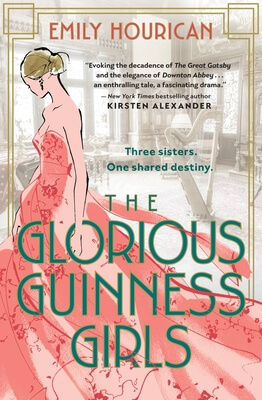 EMILY HOURICAN
"Evoking the decadence of The Great Gatsby
and the elegance of Downton Abbey . . .
an enthralling tale, a fascinating drama."
—New York Times bestselling author
KIRSTEN ALEXANDER
Three sisters.
One shared destiny.
THE
GLORIOUS
GUINNESS
GIRLS